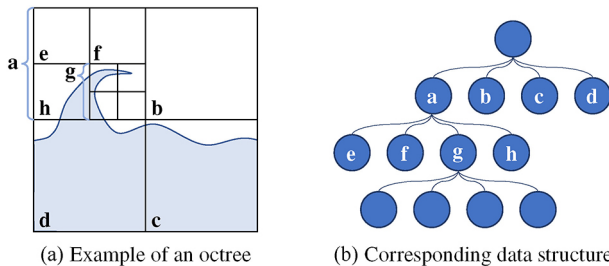 e f
a g
h b
d c
a b c d
e f g h
(a) Example of an octree
(b) Corresponding data structure